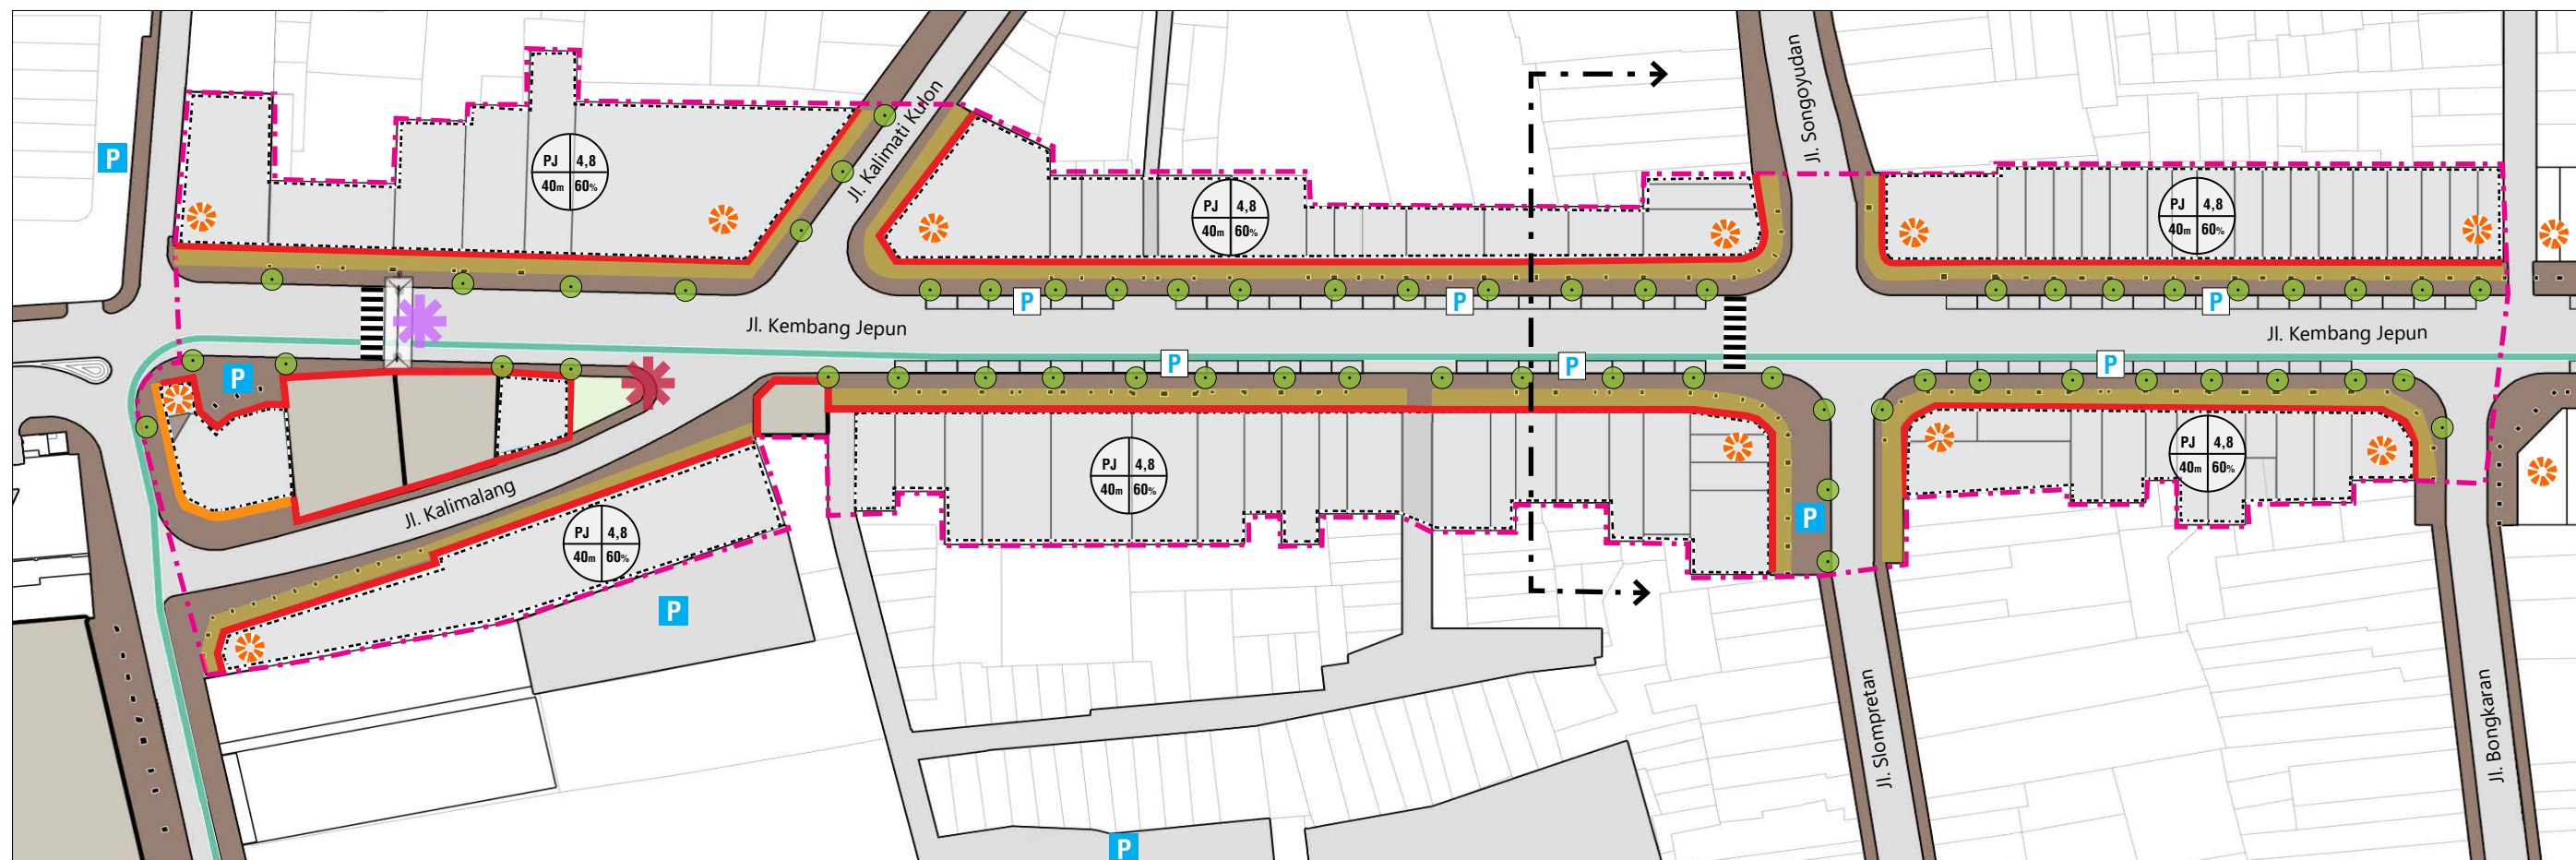 Jl. Kalimati Kulon
Jl. Songoyudan
P
PJ 4,8
40m 60%
PJ 4,8
40m 60%
PJ 4,8
40m 60%
P
P
P
Jl. Kembang Jepun
Jl. Kembang Jepun
P
P
P
P
PJ 4,8
40m 60%
PJ 4,8
40m 60%
Jl. Kalimalang
P
PJ 4,8
40m 60%
P
Jl. Slompretan
Jl. Bongkaran
P